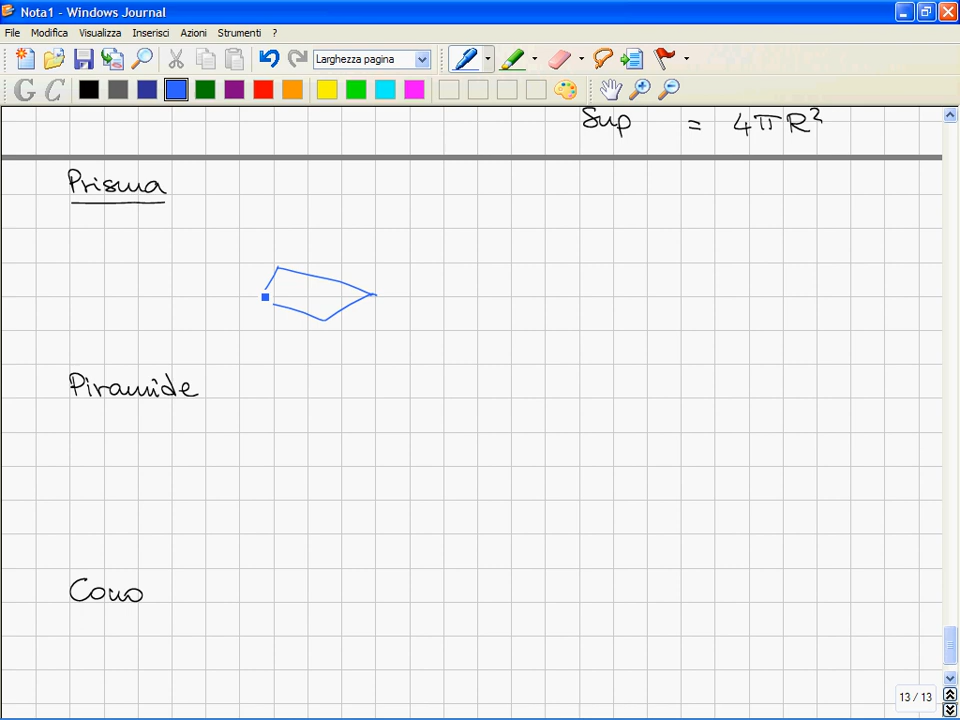 Nota1 - Windows Journal
File Modifica Visualizza Inserisci Azioni Strumenti ?
Larghezza pagina
G C
Sup = 4πR²
Prisma
Piramide
Cono
13 / 13